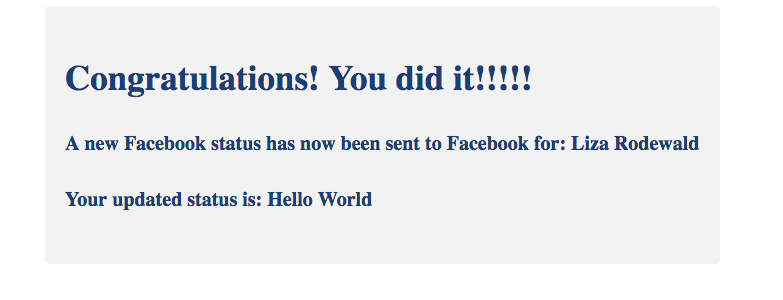 Congratulations! You did it!!!!!
A new Facebook status has now been sent to Facebook for: Liza Rodewald
Your updated status is: Hello World